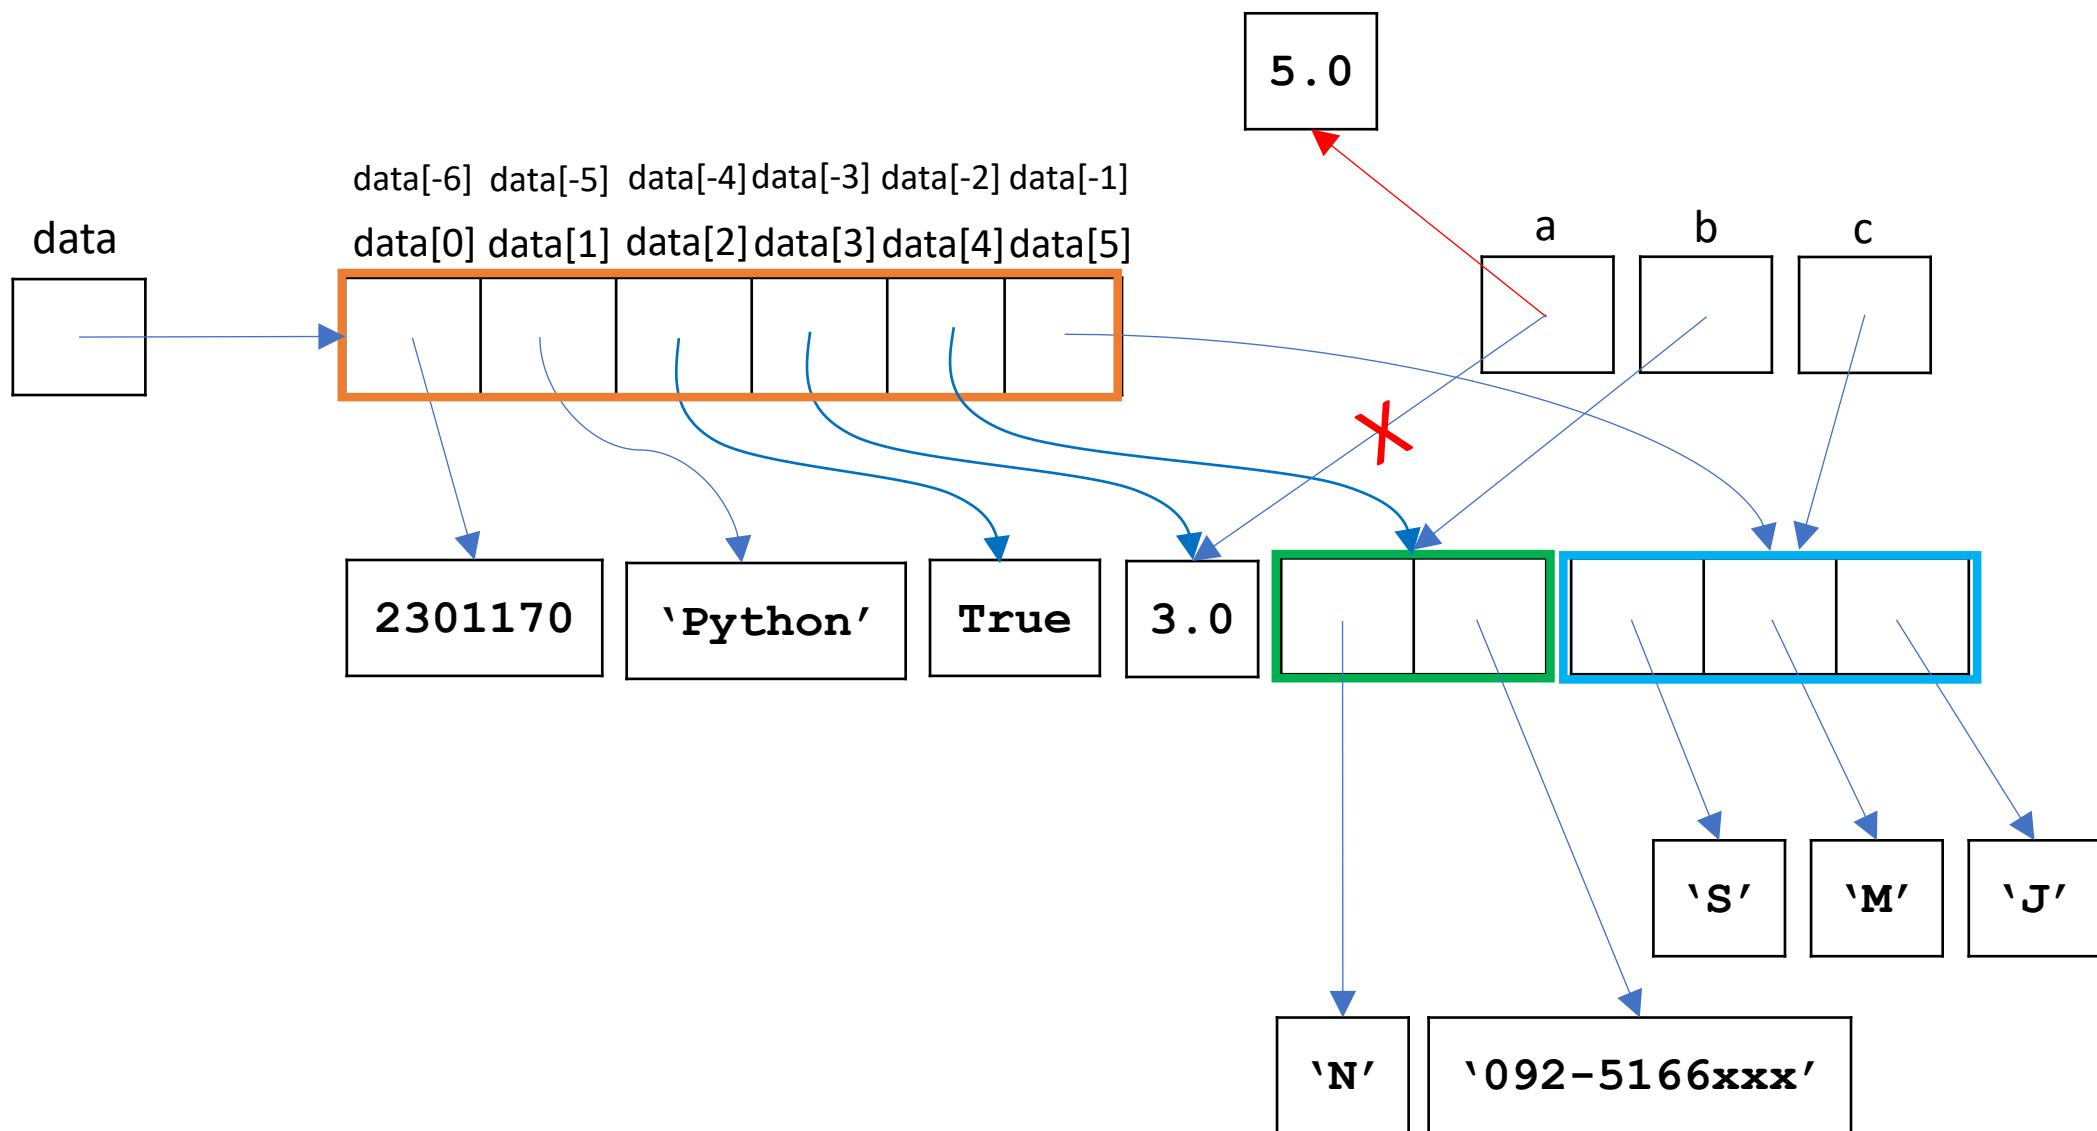 5.0
data[-6] data[-5] data[-4] data[-3] data[-2] data[-1]
data
data[0] data[1] data[2] data[3] data[4] data[5]
a b c
X
2301170 ‘Python’ True 3.0
‘S’ ‘M’ ‘J’
‘N’ ‘092-5166xxx’